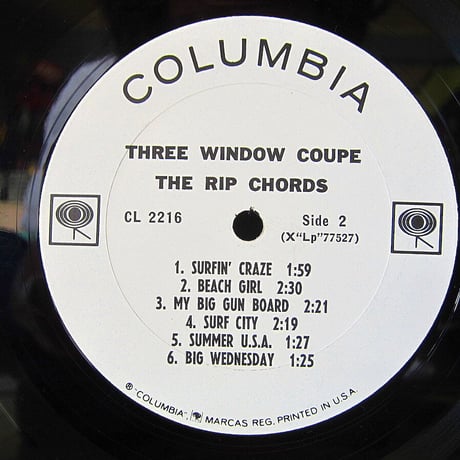 COLUMBIA
THREE WINDOW COUPE
THE RIP CHORDS
CL 2216
Side 2
(X"Lp"77527)
1. SURFIN' CRAZE 1:59
2. BEACH GIRL 2:30
3. MY BIG GUN BOARD 2:21
4. SURF CITY 2:19
5. SUMMER U.S.A. 1:27
6. BIG WEDNESDAY 1:25
® "COLUMBIA", MARCAS REG. PRINTED IN U.S.A.